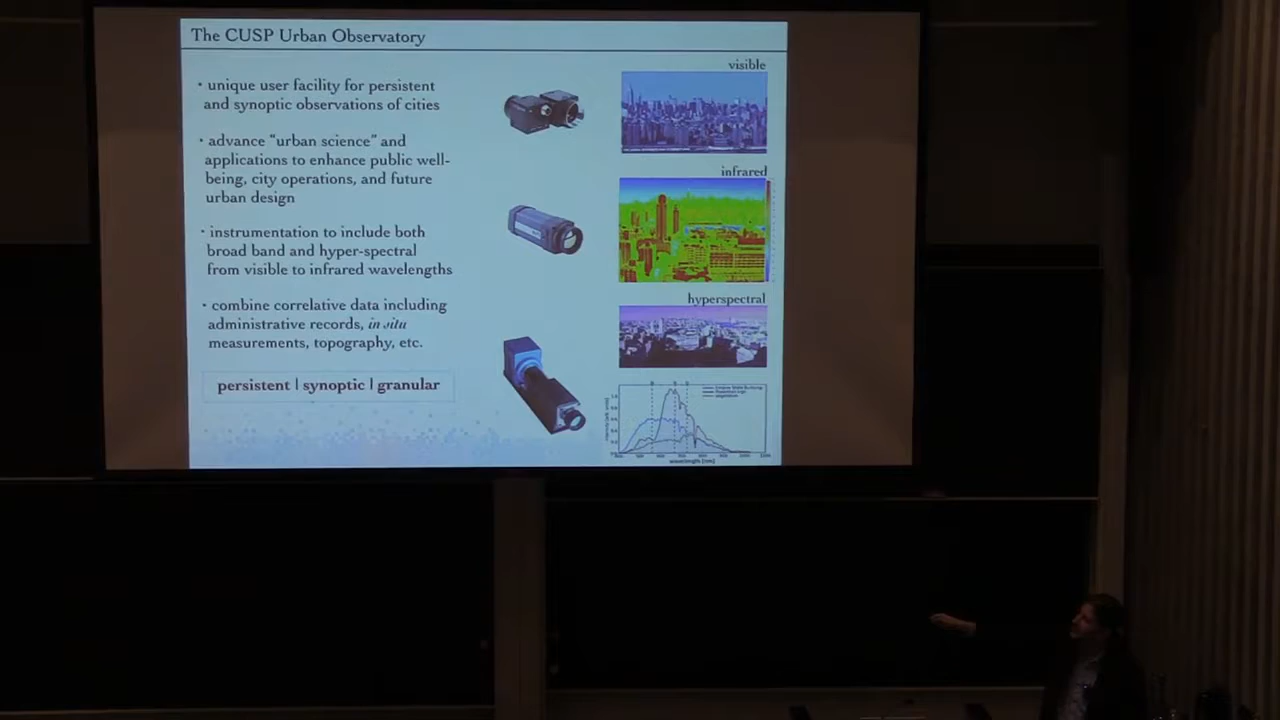 The CUSP Urban Observatory
• unique user facility for persistent
and synoptic observations of cities
• advance "urban science" and
applications to enhance public well-
being, city operations, and future
urban design
• instrumentation to include both
broad band and hyper-spectral
from visible to infrared wavelengths
• combine correlative data including
administrative records, in situ
measurements, topography, etc.
persistent | synoptic | granular
visible
infrared
hyperspectral
wavelength [nm]